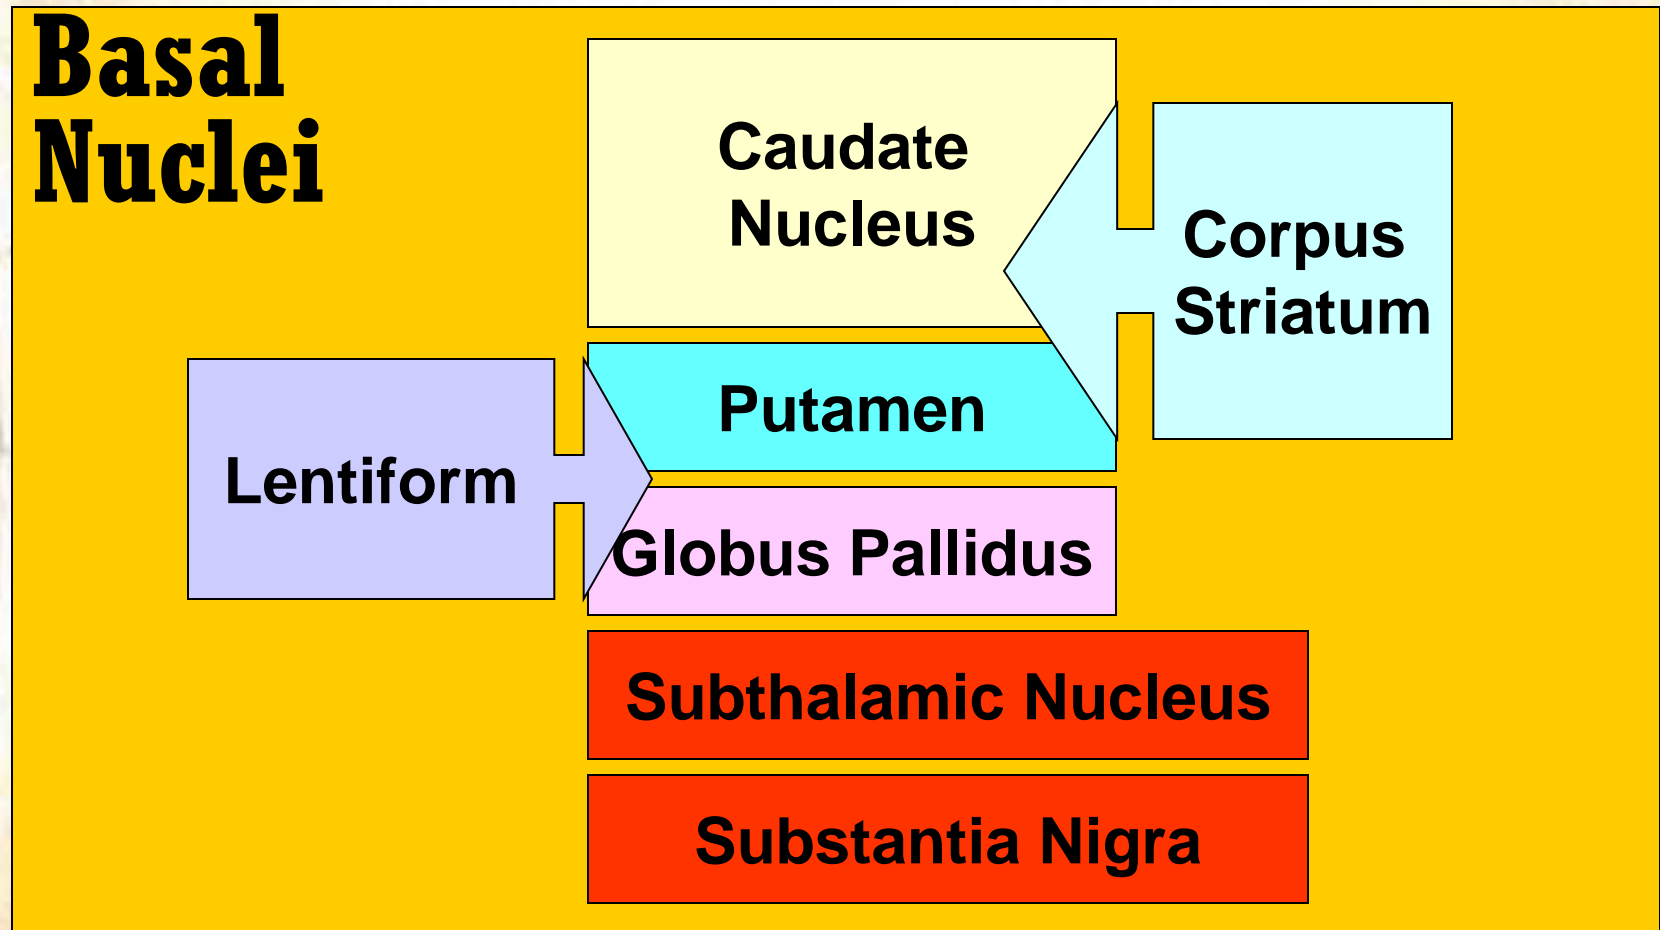 Basal
Nuclei
Caudate
Nucleus
Corpus
Striatum
Putamen
Lentiform
Globus Pallidus
Subthalamic Nucleus
Substantia Nigra